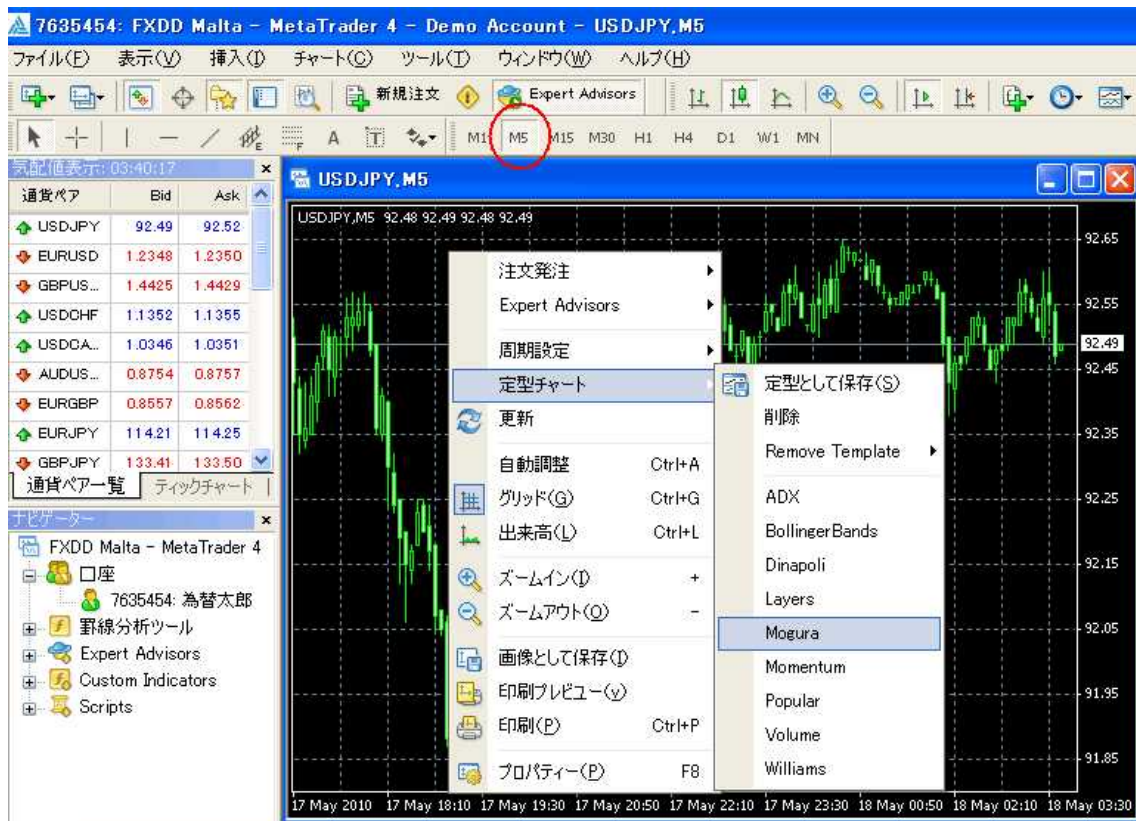 7635454: FXDD Malta - MetaTrader 4 - Demo Account - USDJPY,M5
ファイル(F) 表示(V) 挿入(I) チャート(C) ツール(T) ウィンドウ(W) ヘルプ(H)
新規注文 Expert Advisors
A T M1 M5 M15 M30 H1 H4 D1 W1 MN
気配値表示: 03:40:17
通貨ペア Bid Ask
USDJPY 92.49 92.52
EURUSD 1.2348 1.2350
GBPUS... 1.4425 1.4429
USDCHF 1.1352 1.1355
USDCA... 1.0346 1.0351
AUDUS... 0.8754 0.8757
EURGBP 0.8557 0.8562
EURJPY 114.21 114.25
GBPJPY 133.41 133.50
通貨ペア一覧 ティックチャート
ナビゲーター
FXDD Malta - MetaTrader 4
口座
7635454: 為替太郎
罫線分析ツール
Expert Advisors
Custom Indicators
Scripts
USDJPY,M5
USDJPY,M5 92.48 92.49 92.48 92.49
注文発注
Expert Advisors
周期設定
定型チャート
更新
自動調整 Ctrl+A
グリッド(G) Ctrl+G
出来高(L) Ctrl+L
ズームイン(I) +
ズームアウト(O) -
画像として保存(I)
印刷プレビュー(v)
印刷(P) Ctrl+P
プロパティー(P) F8
定型として保存(S)
削除
Remove Template
ADX
BollingerBands
Dinapoli
Layers
Mogura
Momentum
Popular
Volume
Williams
92.65
92.55
92.49
92.45
92.35
92.25
92.15
92.05
91.95
91.85
17 May 2010 17 May 18:10 17 May 19:30 17 May 20:50 17 May 22:10 17 May 23:30 18 May 00:50 18 May 02:10 18 May 03:30